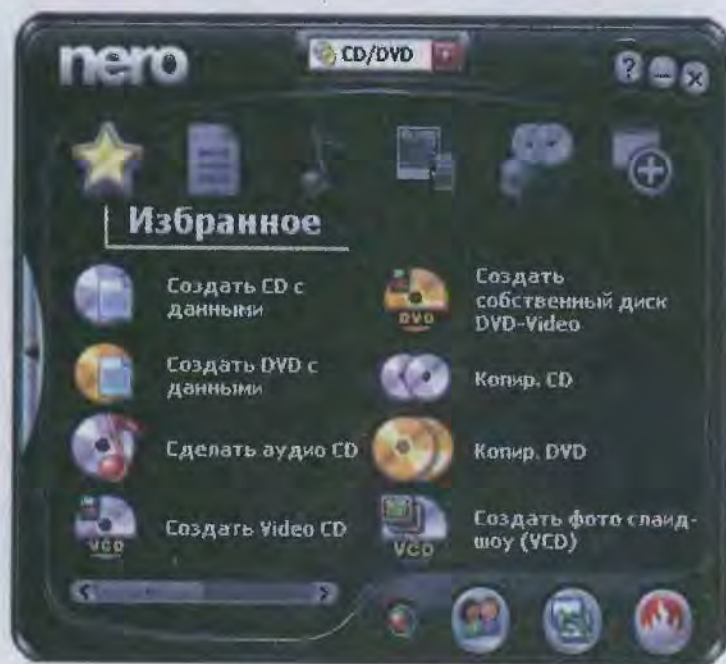 nero
CD/DVD
?
Избранное
Создать CD с
данными
Создать DVD с
данными
Сделать аудио CD
VCD
Создать Video CD
DVD
Создать
собственный диск
DVD-Video
Копир. CD
Копир. DVD
VCD
Создать фото слайд-
шоу (VCD)